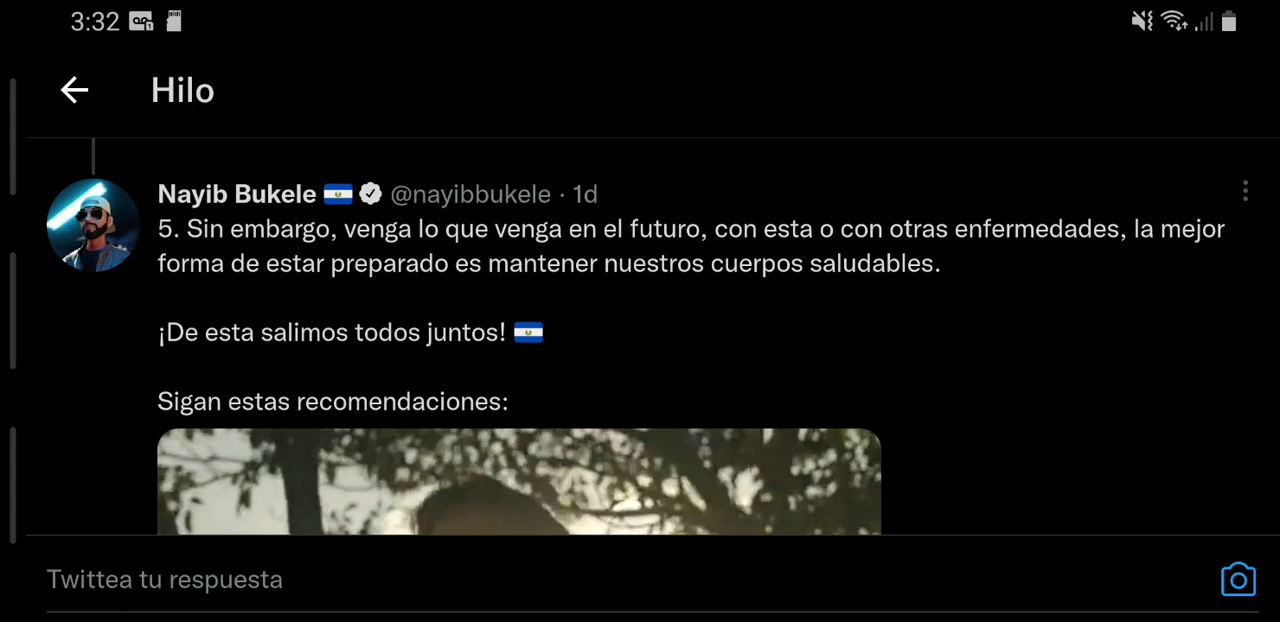 3:32
Hilo
Nayib Bukele 🇸🇻 @nayibbukele · 1d
5. Sin embargo, venga lo que venga en el futuro, con esta o con otras enfermedades, la mejor
forma de estar preparado es mantener nuestros cuerpos saludables.
¡De esta salimos todos juntos! 🇸🇻
Sigan estas recomendaciones:
Twittea tu respuesta